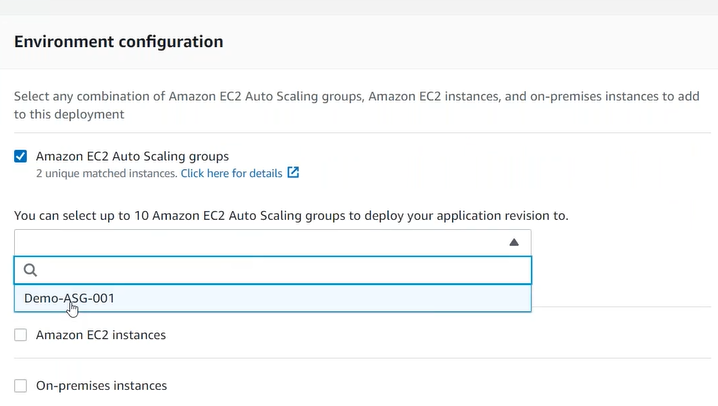 Environment configuration
Select any combination of Amazon EC2 Auto Scaling groups, Amazon EC2 instances, and on-premises instances to add
to this deployment
Amazon EC2 Auto Scaling groups
2 unique matched instances. Click here for details
You can select up to 10 Amazon EC2 Auto Scaling groups to deploy your application revision to.
Demo-ASG-001
Amazon EC2 instances
On-premises instances